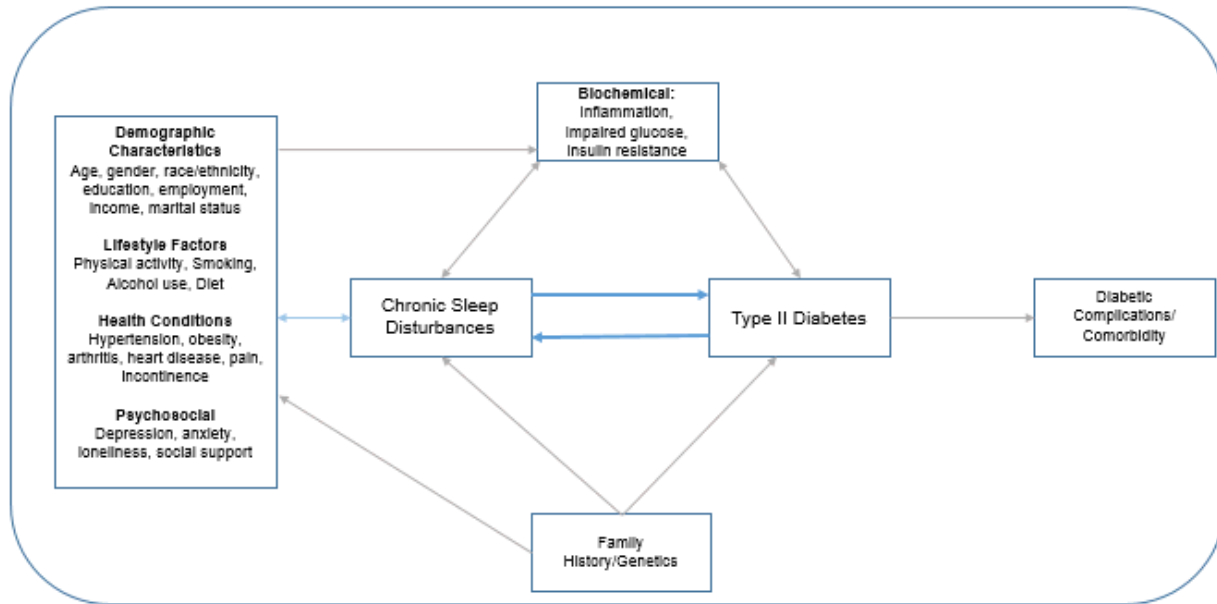 Demographic
Characteristics
Age, gender, race/ethnicity,
education, employment,
income, marital status
Lifestyle Factors
Physical activity, Smoking,
Alcohol use, Diet
Health Conditions
Hypertension, obesity,
arthritis, heart disease, pain,
Incontinence
Psychosocial
Depression, anxiety,
loneliness, social support
Biochemical:
Inflammation,
Impaired glucose,
Insulin resistance
Chronic Sleep
Disturbances
Type II Diabetes
Diabetic
Complications/
Comorbidity
Family
History/Genetics